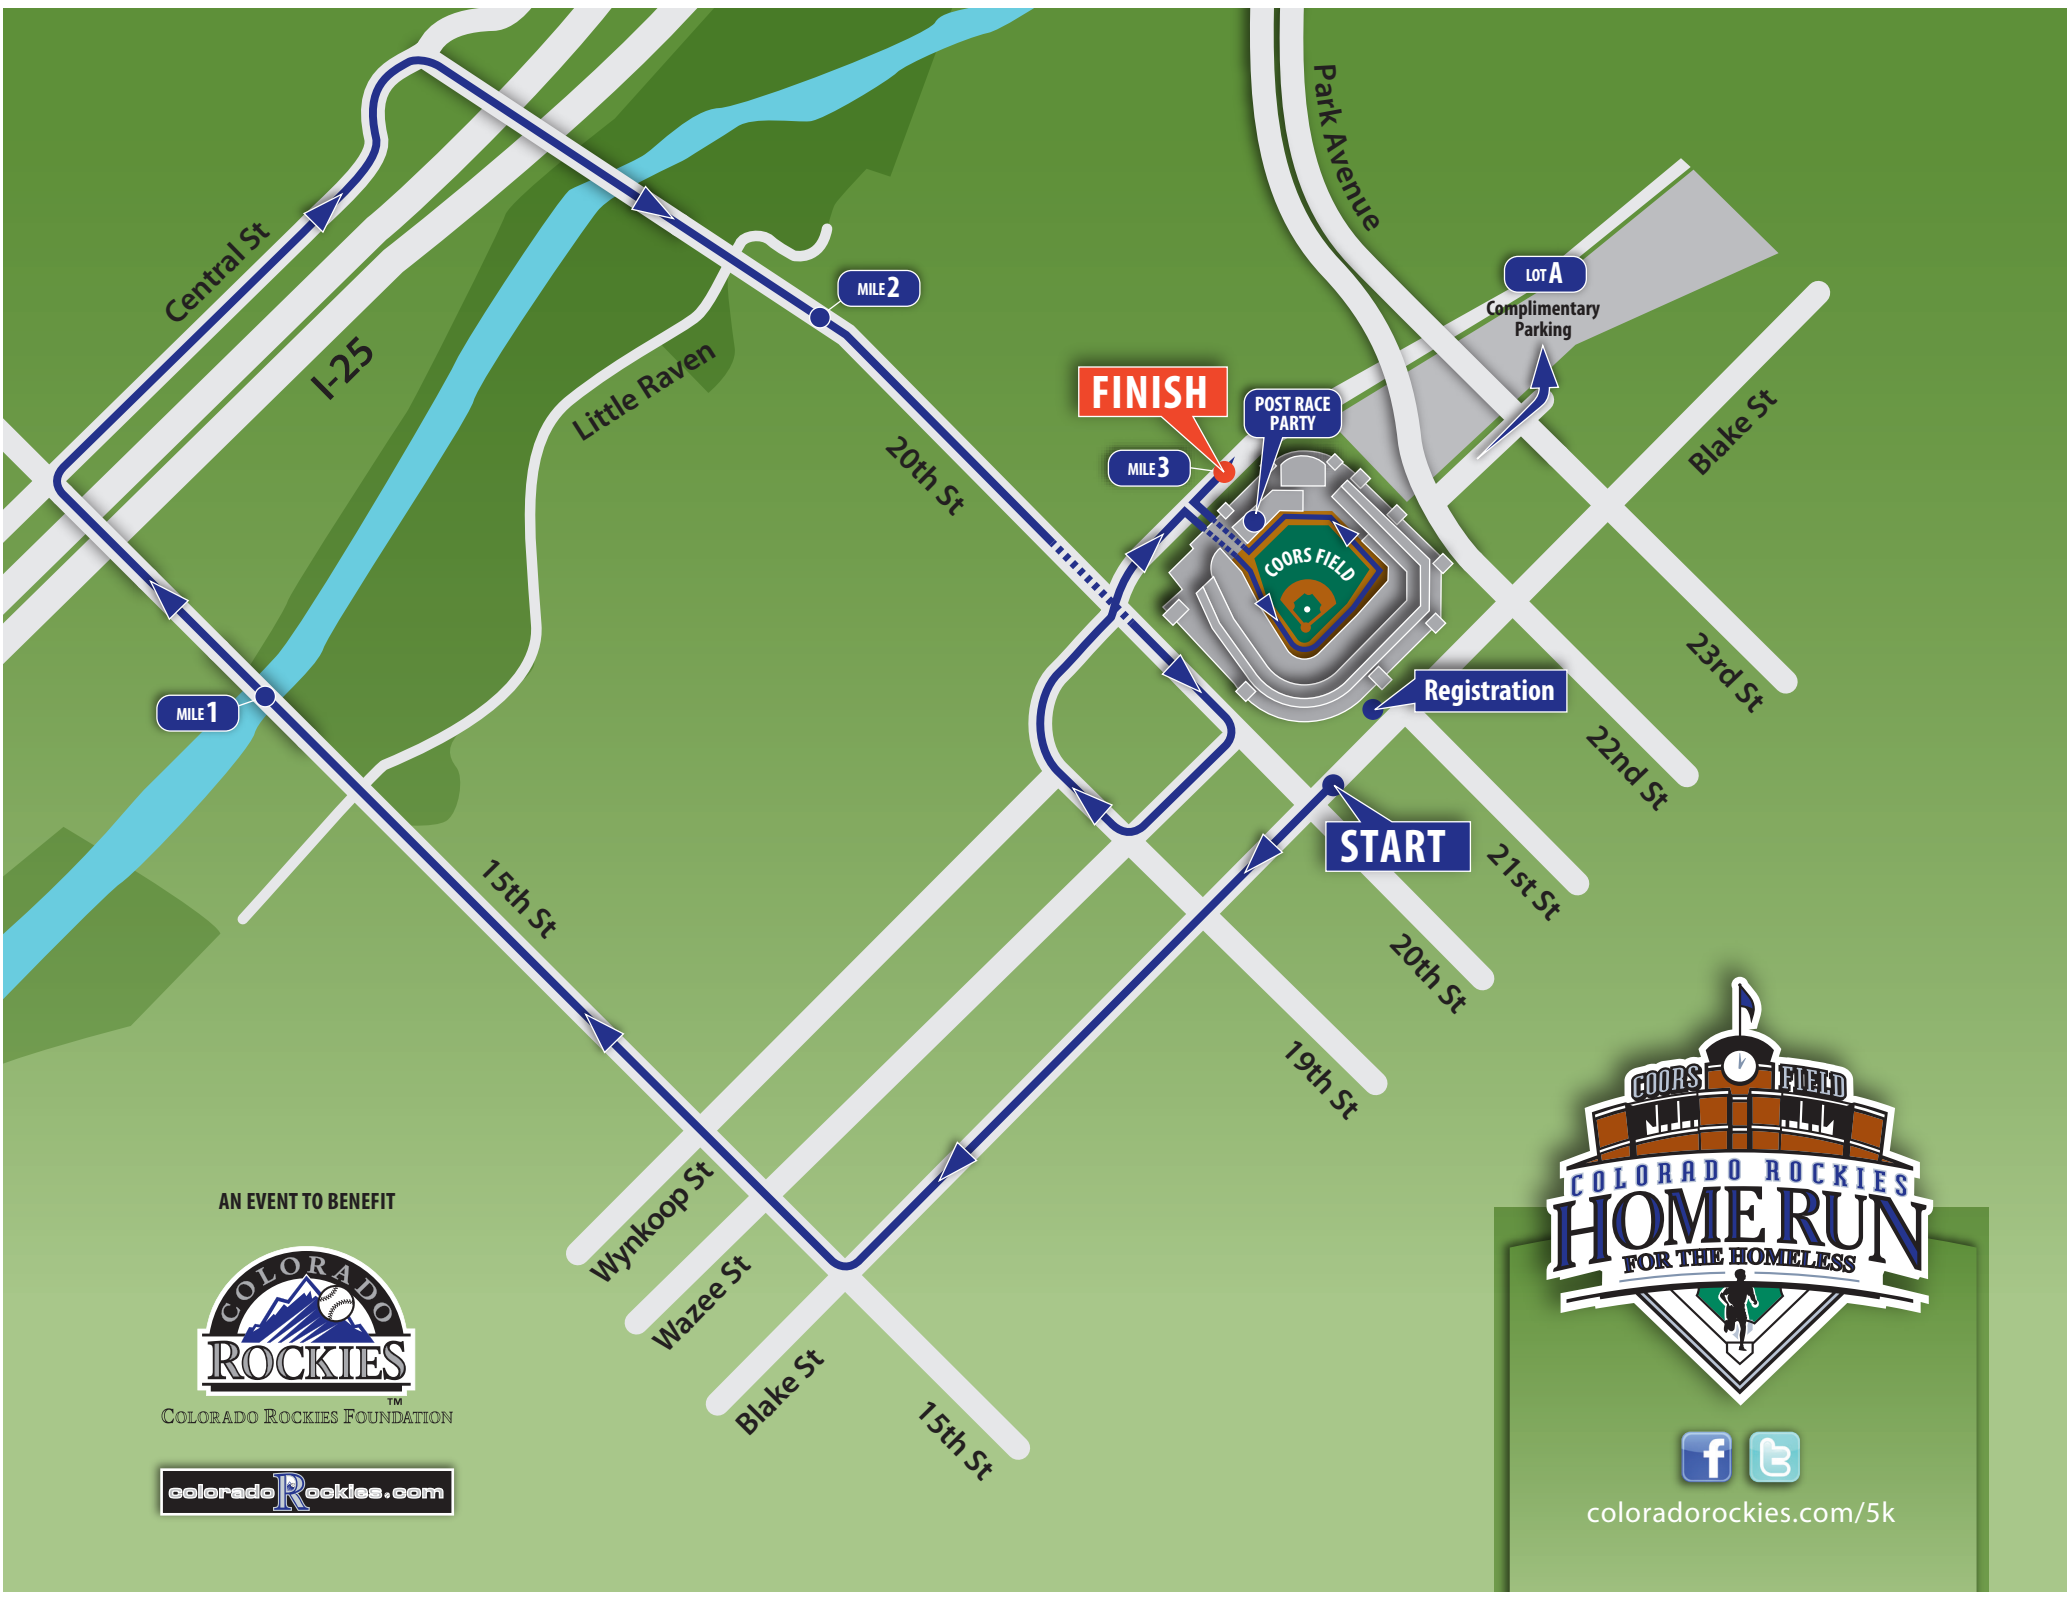 Park Avenue
Central St
LOT A
Complimentary
Parking
MILE 2
I-25
Little Raven
FINISH
POST RACE
PARTY
Blake St
20th St
MILE 3
COORS FIELD
23rd St
Registration
MILE 1
22nd St
START
15th St
21st St
20th St
19th St
COORS FIELD
COLORADO ROCKIES
HOME RUN
FOR THE HOMELESS
Wynkoop St
AN EVENT TO BENEFIT
COLORADO
ROCKIES
TM
COLORADO ROCKIES FOUNDATION
Wazee St
Blake St
15th St
coloradoRockies.com
f t
coloradorockies.com/5k